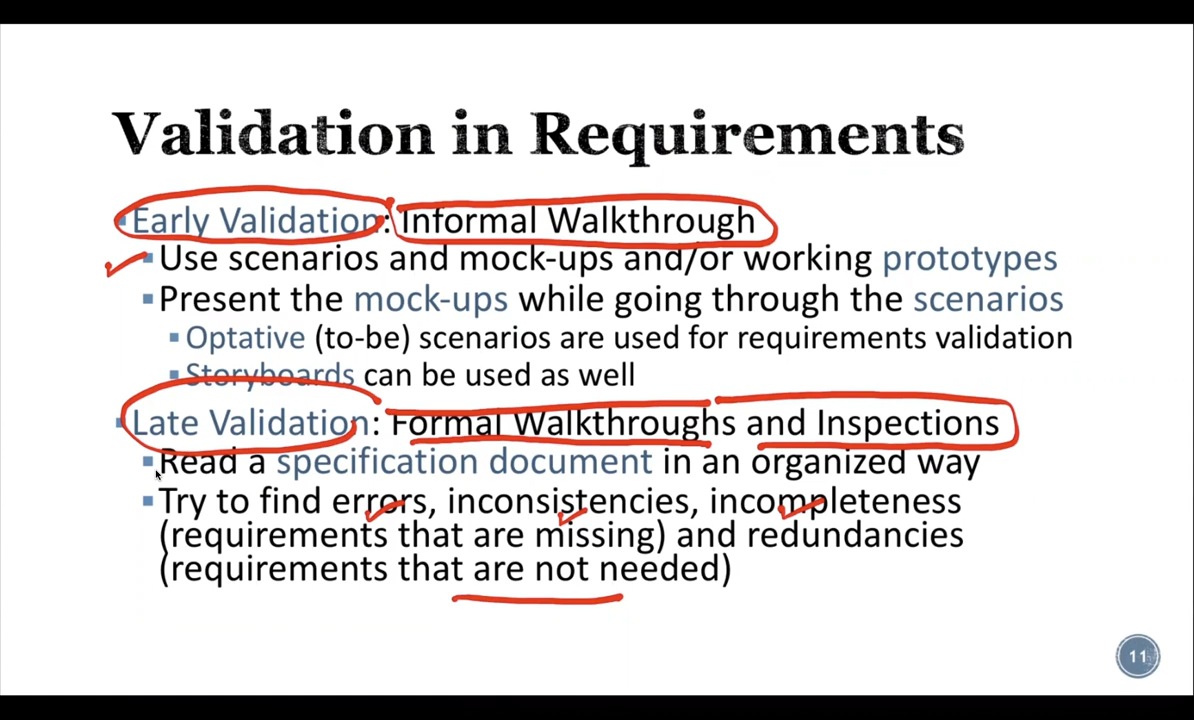 Validation in Requirements
▪ Early Validation: Informal Walkthrough
▪ Use scenarios and mock-ups and/or working prototypes
▪ Present the mock-ups while going through the scenarios
▪ Optative (to-be) scenarios are used for requirements validation
▪ Storyboards can be used as well
▪ Late Validation: Formal Walkthroughs and Inspections
▪ Read a specification document in an organized way
▪ Try to find errors, inconsistencies, incompleteness
(requirements that are missing) and redundancies
(requirements that are not needed)
11